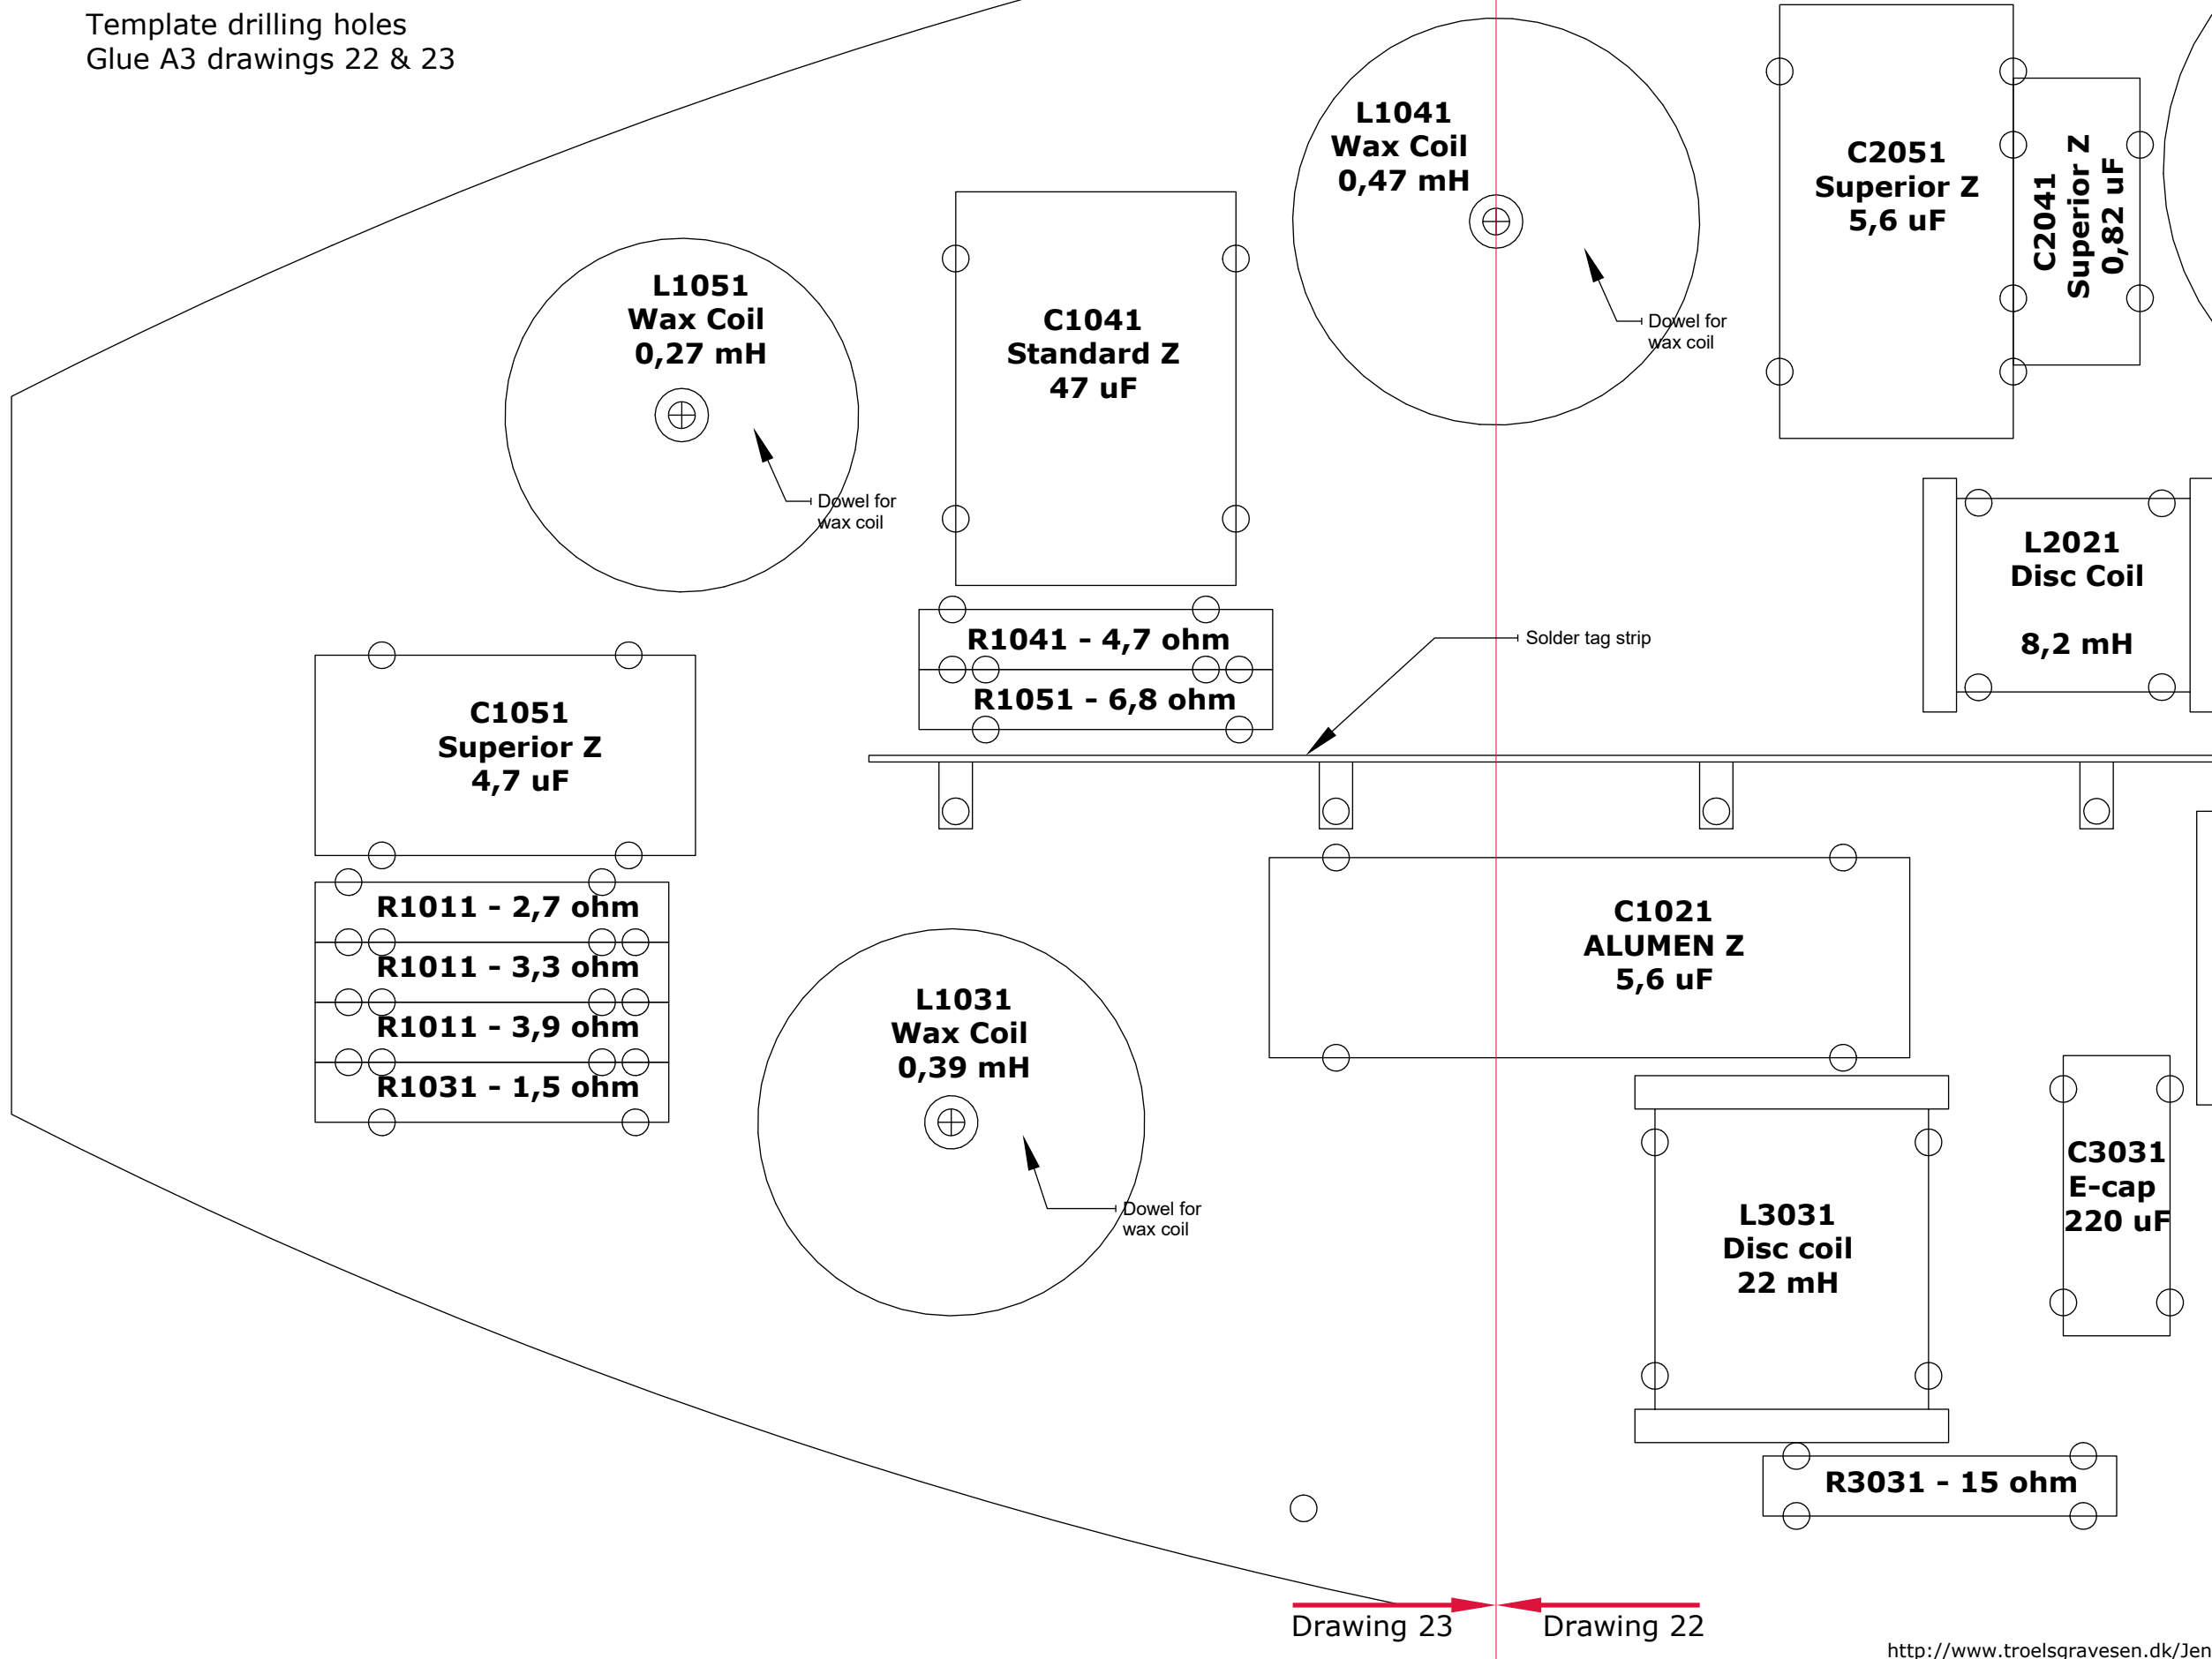 Template drilling holes
Glue A3 drawings 22 & 23
L1041
Wax Coil
0,47 mH
Dowel for
wax coil
C2051
Superior Z
5,6 uF
C2041
Superior Z
0,82 uF
L1051
Wax Coil
0,27 mH
Dowel for
wax coil
C1041
Standard Z
47 uF
L2021
Disc Coil
8,2 mH
R1041 - 4,7 ohm
R1051 - 6,8 ohm
Solder tag strip
C1051
Superior Z
4,7 uF
R1011 - 2,7 ohm
R1011 - 3,3 ohm
R1011 - 3,9 ohm
R1031 - 1,5 ohm
L1031
Wax Coil
0,39 mH
Dowel for
wax coil
C1021
ALUMEN Z
5,6 uF
C3031
E-cap
220 uF
L3031
Disc coil
22 mH
R3031 - 15 ohm
Drawing 23
Drawing 22
http://www.troelsgravesen.dk/Jen